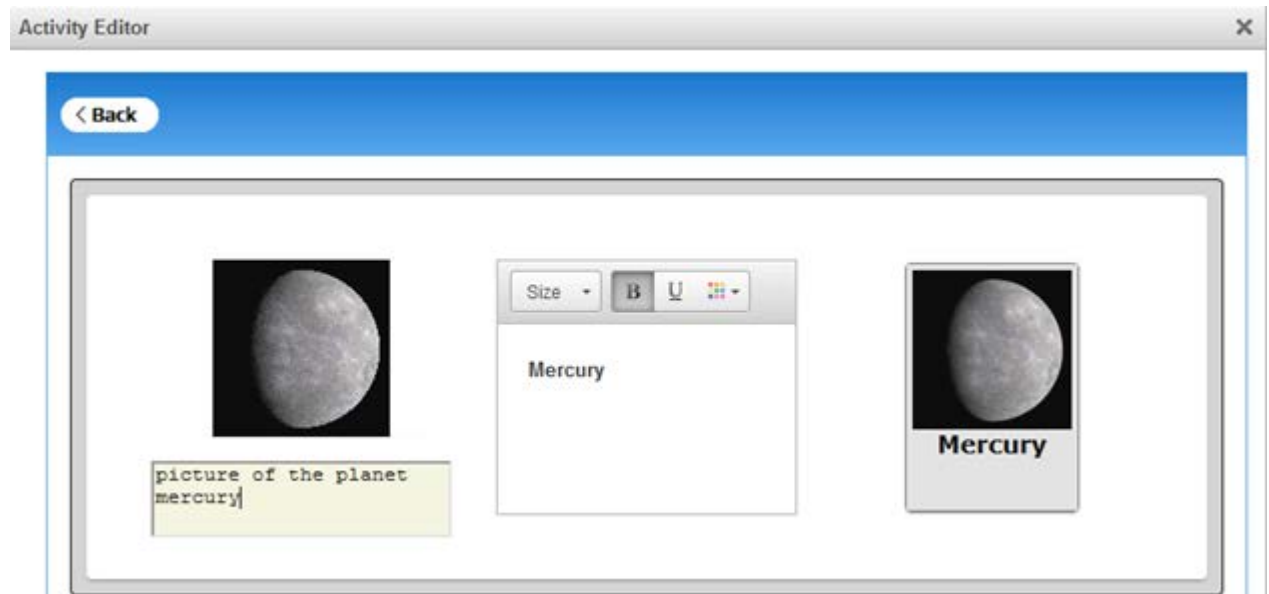 Activity Editor
< Back
Size B U
Mercury
Mercury
picture of the planet
mercury